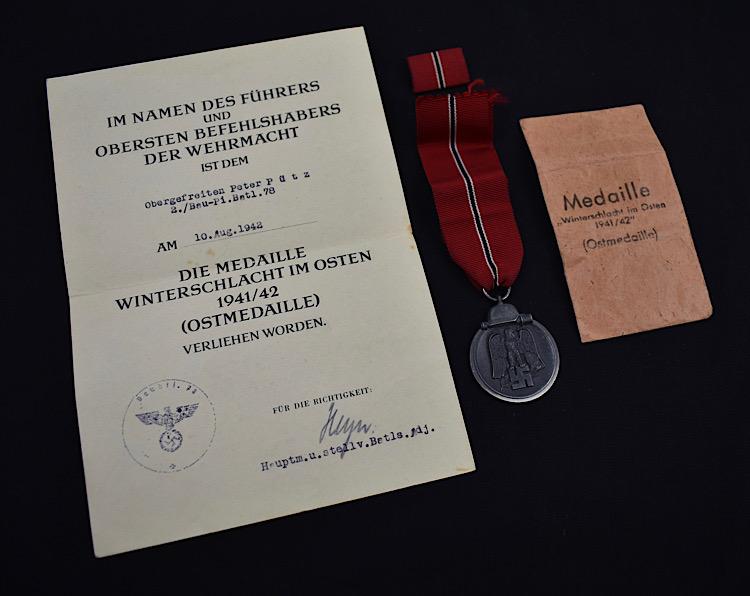 IM NAMEN DES FÜHRERS
UND
OBERSTEN BEFEHLSHABERS
DER WEHRMACHT
IST DEM
Obergefreiten Peter P ü t z
2./Bau-Pi.Batl.78
AM 10.Aug.1942
DIE MEDAILLE
WINTERSCHLACHT IM OSTEN
1941/42
(OSTMEDAILLE)
VERLIEHEN WORDEN.
FÜR DIE RICHTIGKEIT:
Hauptm.u.stellv.Batls.Adj.
Medaille
„Winterschlacht im Osten
1941/42"
(Ostmedaille)